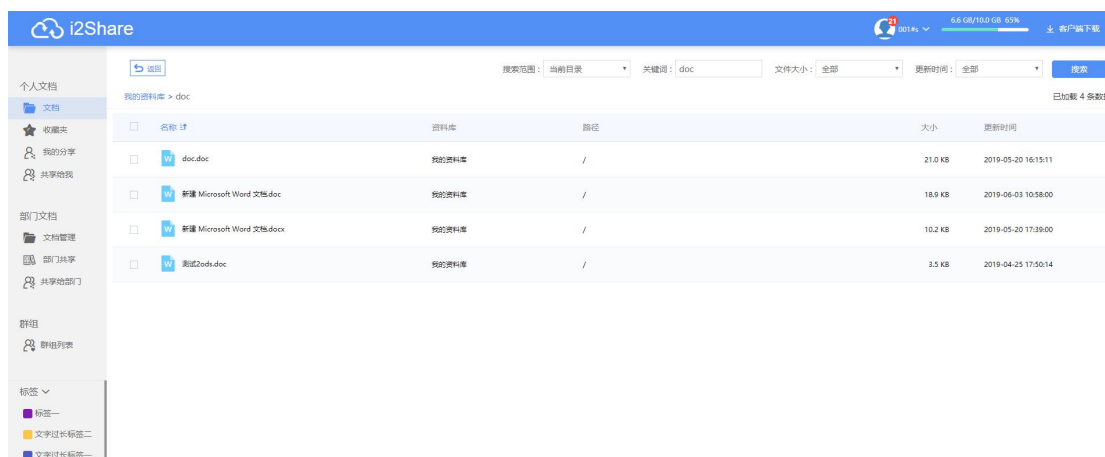 i2Share
21
001#s
6.6 GB/10.0 GB 65%
客户端下载
返回
搜索范围： 当前目录
关键词： doc
文件大小： 全部
更新时间： 全部
搜索
我的资料库 > doc
已加载 4 条数据
个人文档
文档
收藏夹
我的分享
共享给我
部门文档
文档管理
部门共享
共享给部门
群组
群组列表
标签
标签一
文字过长标签二
文字过长标签一
名称 资料库 路径 大小 更新时间
doc.doc 我的资料库 / 21.0 KB 2019-05-20 16:15:11
新建 Microsoft Word 文档.doc 我的资料库 / 18.9 KB 2019-06-03 10:58:00
新建 Microsoft Word 文档.docx 我的资料库 / 10.2 KB 2019-05-20 17:39:00
测试2ods.doc 我的资料库 / 3.5 KB 2019-04-25 17:50:14